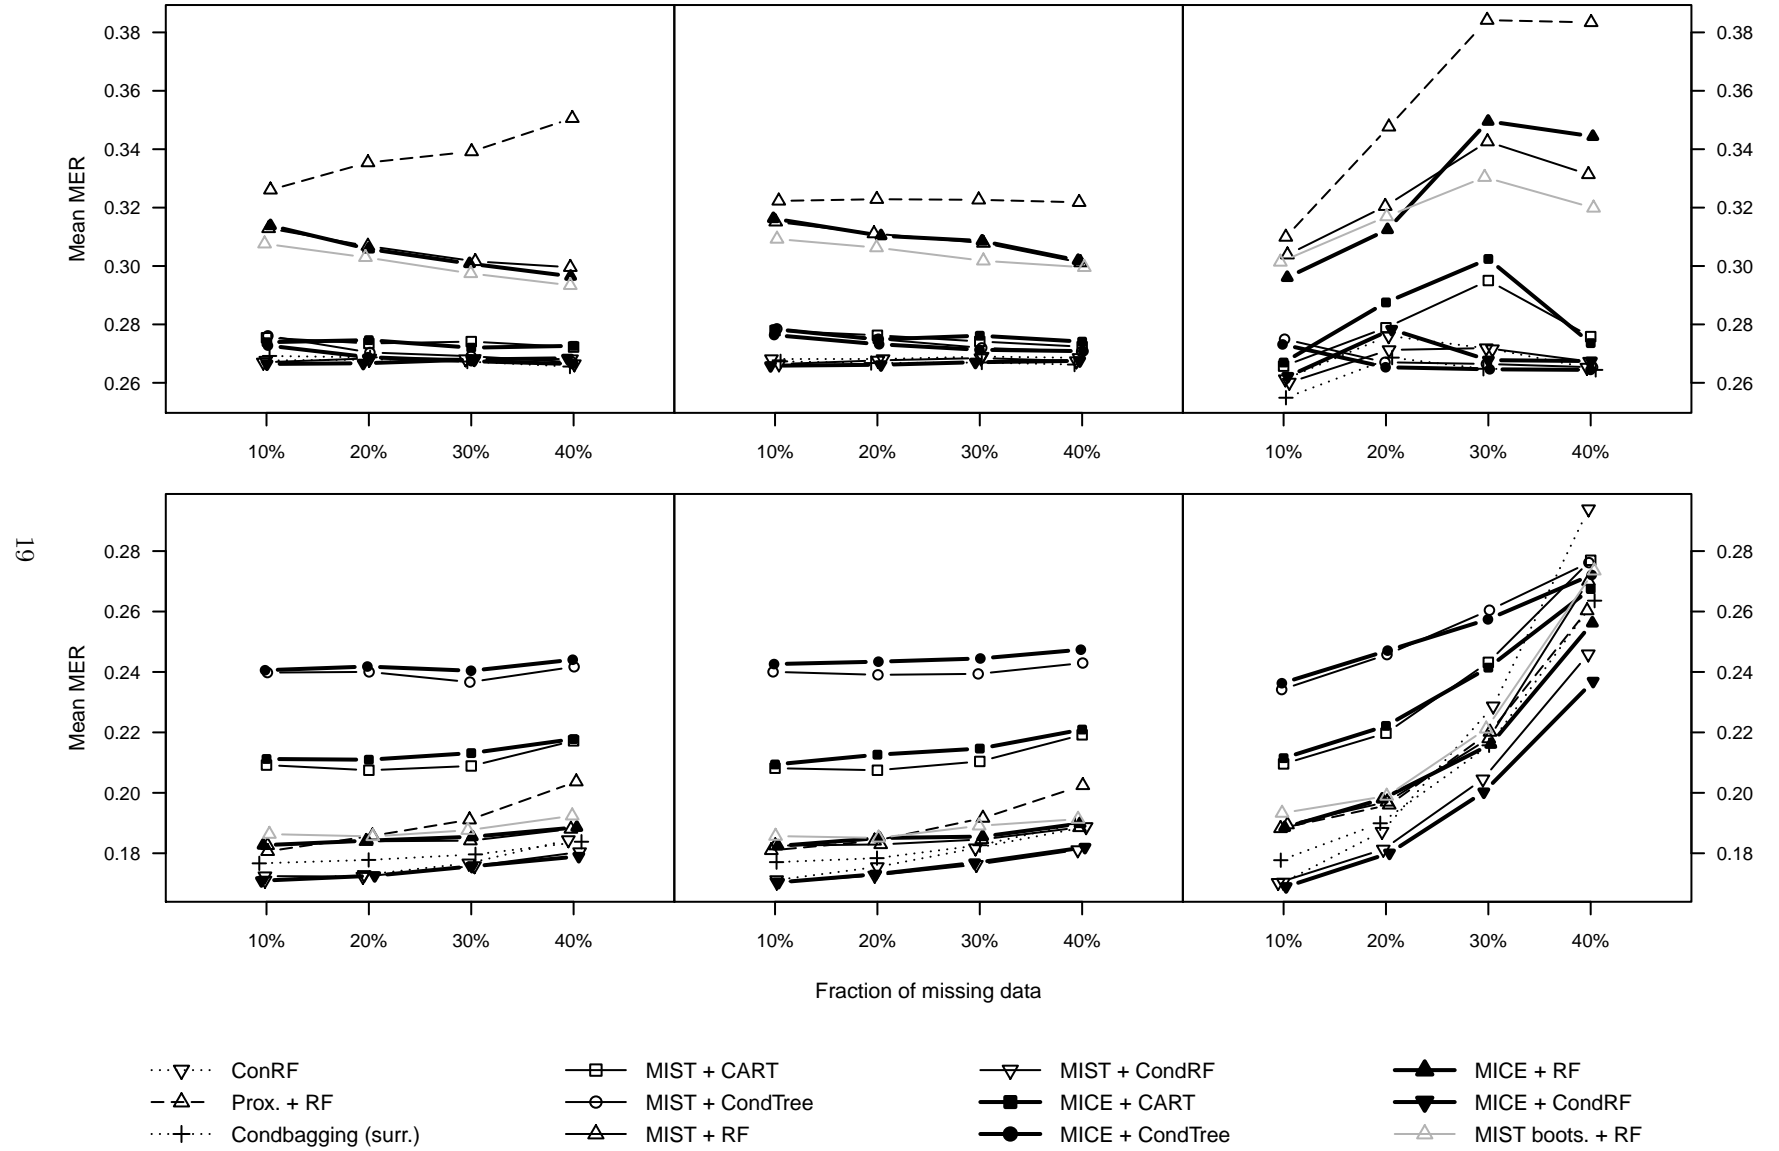 0.38
0.36
0.34
0.32
0.30
0.28
0.26
Mean MER
0.38
0.36
0.34
0.32
0.30
0.28
0.26
10% 20% 30% 40%
10% 20% 30% 40%
10% 20% 30% 40%
0.28
0.26
0.24
0.22
0.20
0.18
Mean MER
0.28
0.26
0.24
0.22
0.20
0.18
10% 20% 30% 40%
10% 20% 30% 40%
10% 20% 30% 40%
Fraction of missing data
ConRF
Prox. + RF
Condbagging (surr.)
MIST + CART
MIST + CondTree
MIST + RF
MIST + CondRF
MICE + CART
MICE + CondTree
MICE + RF
MICE + CondRF
MIST boots. + RF
19